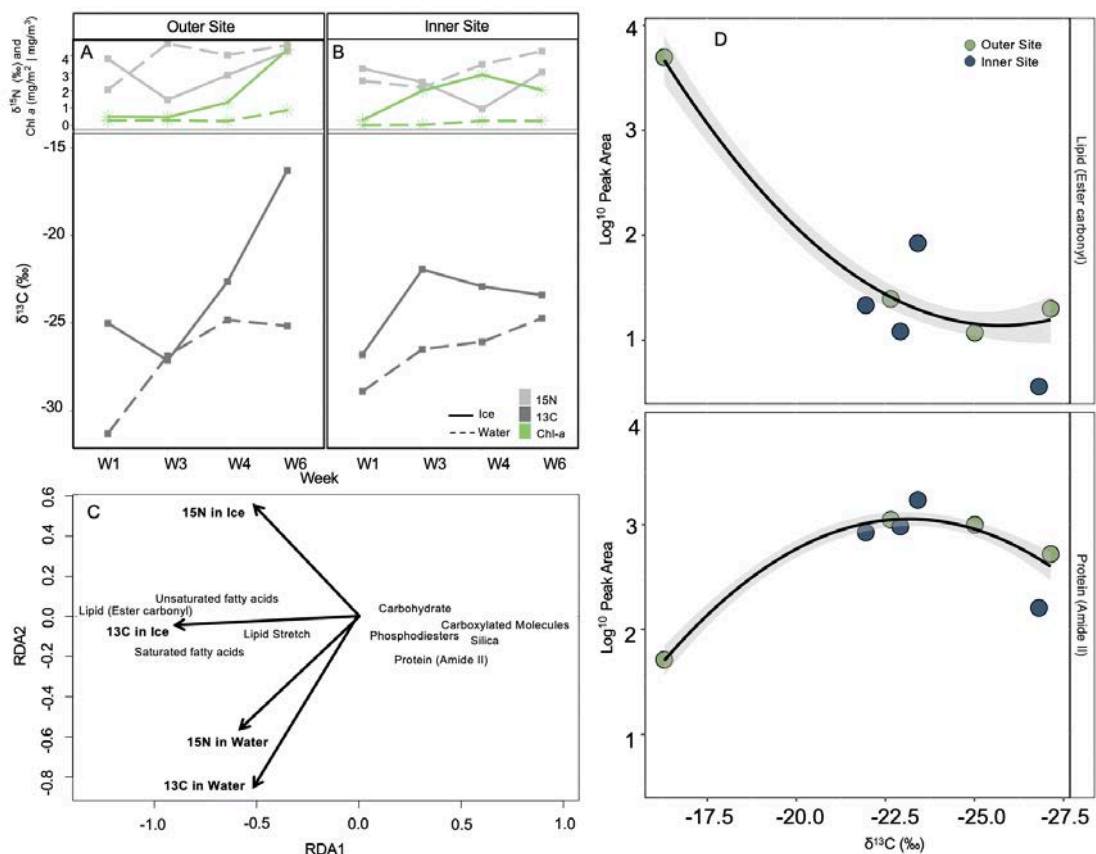 Outer Site
Inner Site
A
B
δ¹⁵N (‰) and
Chl a (mg/m² | mg/m³)
4
3
2
1
0
-15
-20
-25
-30
δ¹³C (‰)
Ice
Water
15N
13C
Chl-a
W1
W3
W4
W6
W1
W3
W4
W6
Week
C
0.6
0.4
0.2
0.0
-0.2
-0.4
-0.6
-0.8
RDA2
15N in Ice
Unsaturated fatty acids
Lipid (Ester carbonyl)
13C in Ice
Lipid Stretch
Saturated fatty acids
Carbohydrate
Carboxylated Molecules
Phosphodiesters
Silica
Protein (Amide II)
15N in Water
13C in Water
-1.0
-0.5
0.0
0.5
1.0
RDA1
D
Outer Site
Inner Site
4
3
2
1
Log¹⁰ Peak Area
Lipid (Ester carbonyl)
4
3
2
1
Log¹⁰ Peak Area
Protein (Amide II)
-17.5
-20.0
-22.5
-25.0
-27.5
δ¹³C (‰)